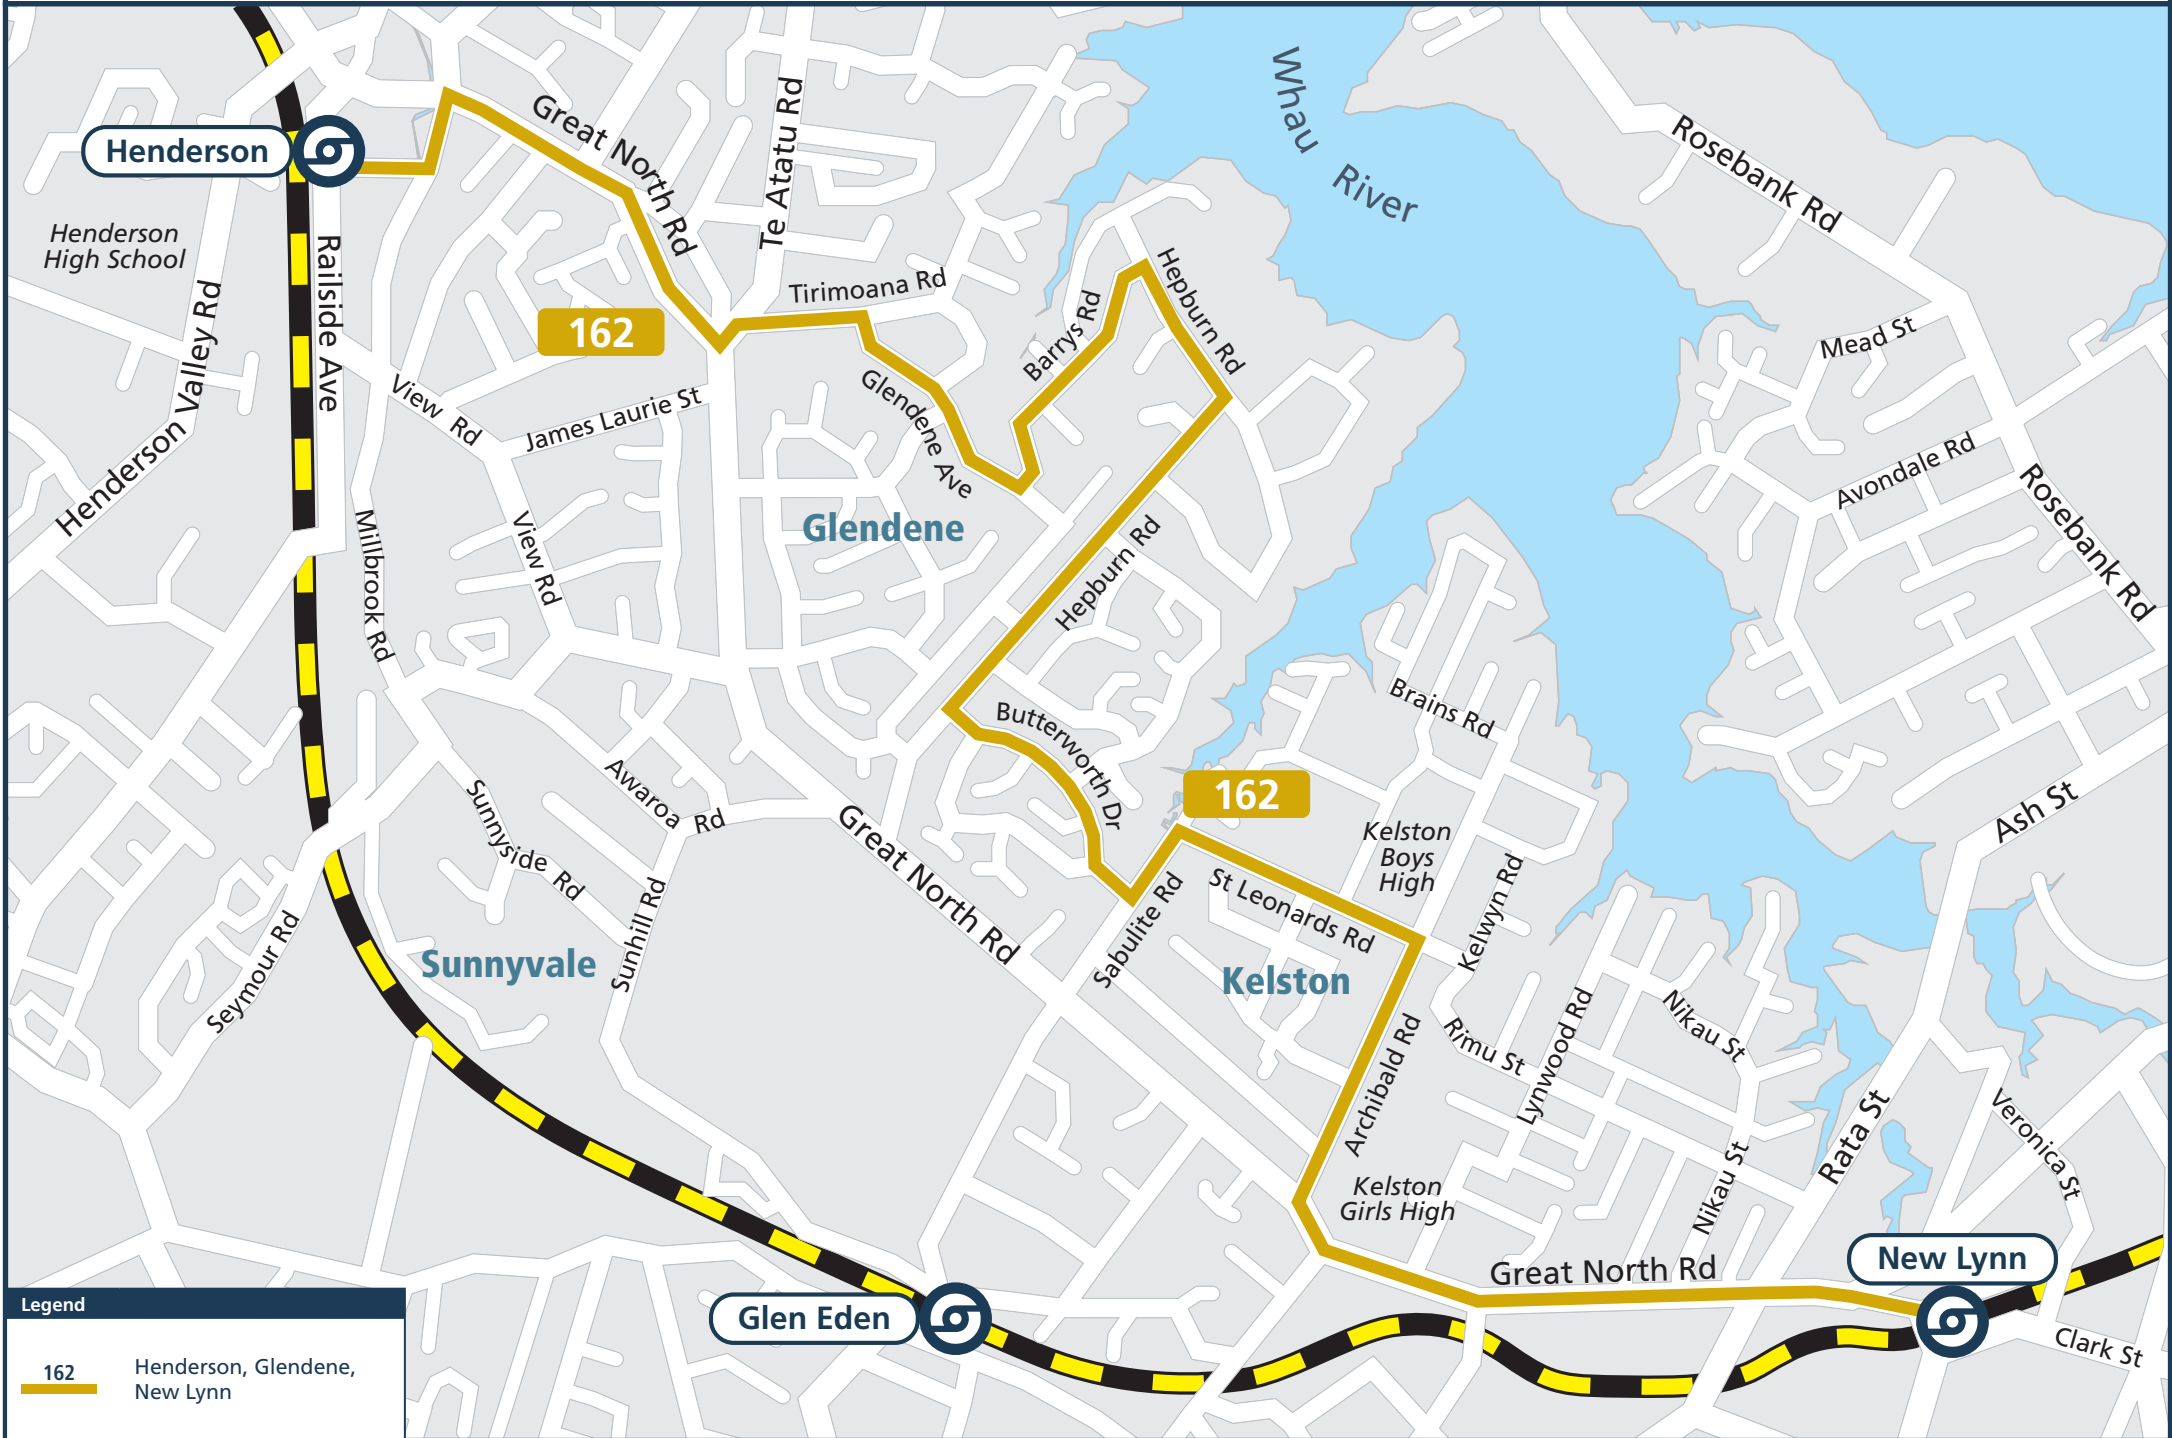 Whau
River
Rosebank Rd
Great North Rd
Te Atatu Rd
Henderson
Henderson
High School
Railside Ave
Henderson Valley Rd
Tirimoana Rd
Barrys Rd
Hepburn Rd
162
Mead St
Glendene Ave
View Rd
James Laurie St
Avondale Rd
Rosebank Rd
Glendene
Millbrook Rd
View Rd
Hepburn Rd
Brains Rd
Butterworth Dr
162
Awaroa Rd
Sunnyside Rd
Great North Rd
Kelston
Boys
High
Ash St
Kelwyn Rd
St Leonards Rd
Sabulite Rd
Sunhill Rd
Seymour Rd
Sunnyvale
Kelston
Archibald Rd
Rimu St
Lynwood Rd
Nikau St
Rata St
Veronica St
Kelston
Girls High
Nikau St
Great North Rd
New Lynn
Glen Eden
Clark St
Legend
162
Henderson, Glendene,
New Lynn